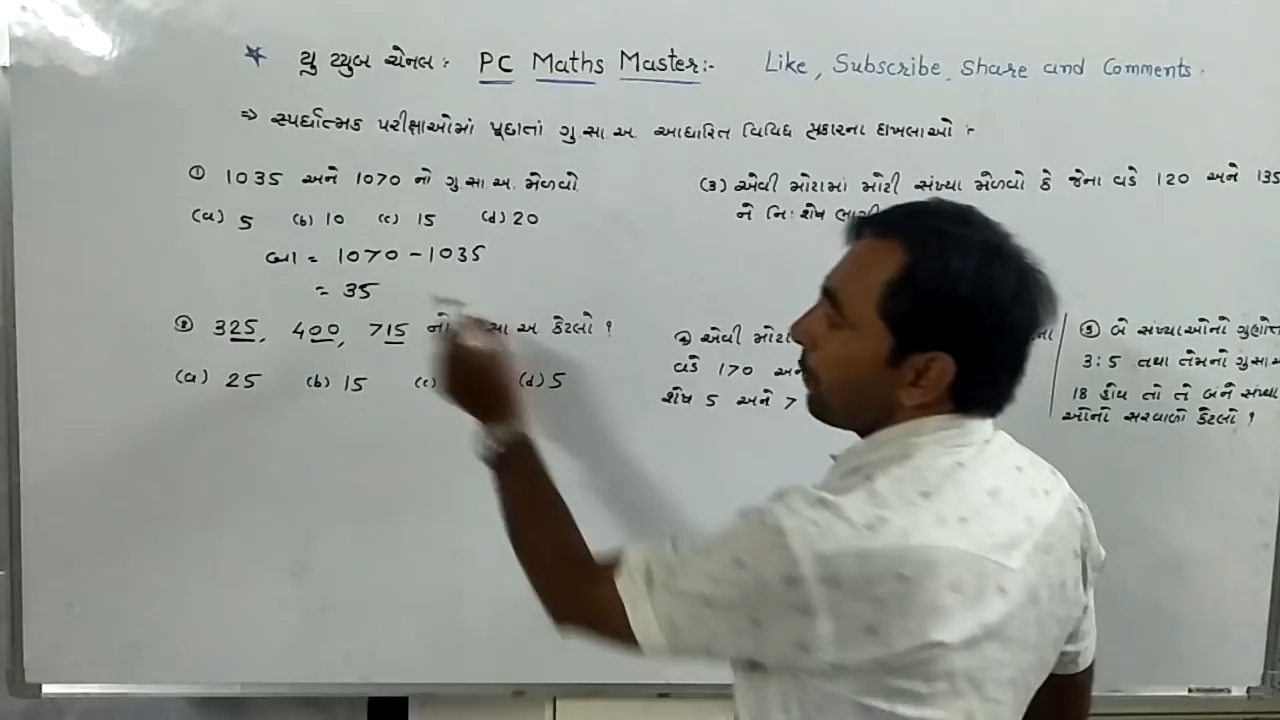 * યુ ટ્યુબ ચેનલ : PC Maths Master:- Like, Subscribe, Share and Comments.
⇒ સ્પર્ધાત્મક પરીક્ષાઓમાં પૂછાતાં ગુ.સા.અ. આધારિત વિવિધ પ્રકારના દાખલાઓ :-
① 1035 અને 1070 નો ગુ.સા.અ. મેળવો
(a) 5 (b) 10 (c) 15 (d) 20
= 1070 - 1035
= 35
② 325, 400, 715 નો સા અ કેટલો ?
(a) 25 (b) 15 (c) (d) 5
(૩) એવી મોટામાં મોટી સંખ્યા મેળવો કે જેના વડે 120 અને 135
ને નિ:શેષ
એવી મોટા
વડે 170 અને
શેષ 5 અને 7
⑤ બે સંખ્યાઓનો
3:5 તથા તેમનો ગુસાઅ
18 હોય તો તે બંને સંખ્યા
ઓનો સરવાળો કેટલો ?